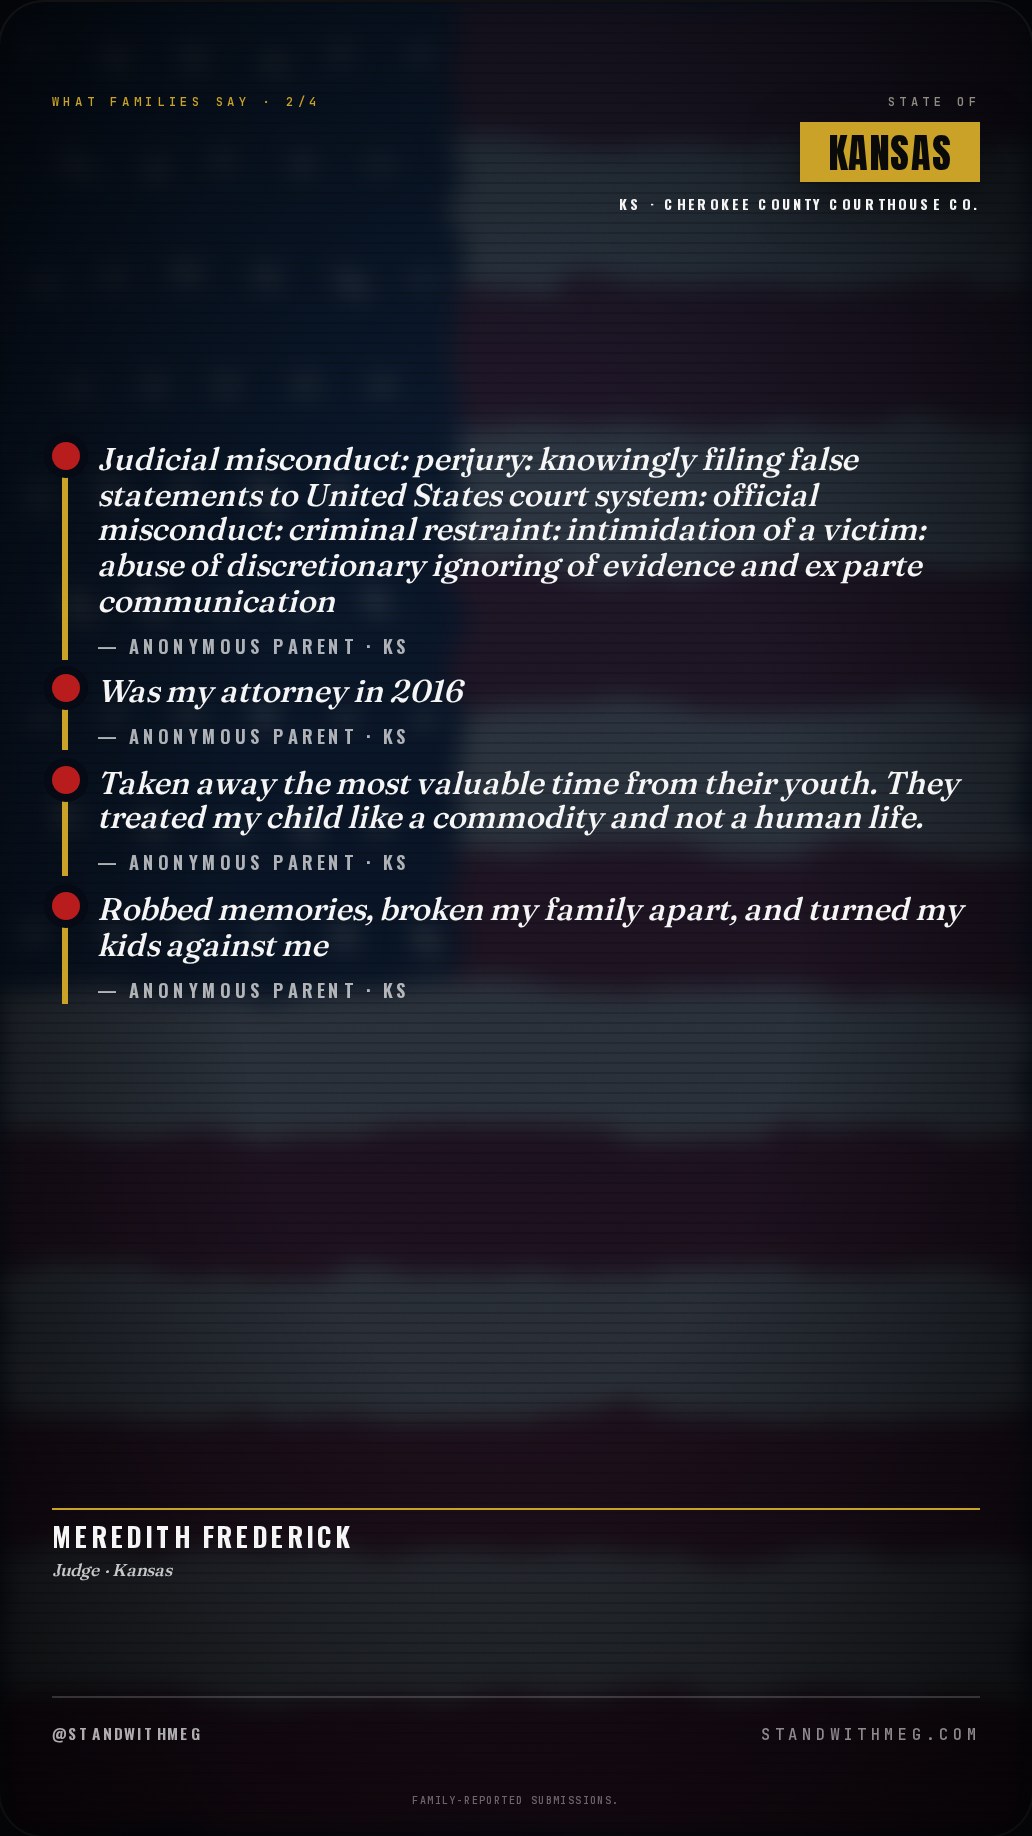 WHAT FAMILIES SAY · 2/4
STATE OF
KANSAS
KS · CHEROKEE COUNTY COURTHOUSE CO.
Judicial misconduct: perjury: knowingly filing false
statements to United States court system: official
misconduct: criminal restraint: intimidation of a victim:
abuse of discretionary ignoring of evidence and ex parte
communication
— ANONYMOUS PARENT · KS
Was my attorney in 2016
— ANONYMOUS PARENT · KS
Taken away the most valuable time from their youth. They
treated my child like a commodity and not a human life.
— ANONYMOUS PARENT · KS
Robbed memories, broken my family apart, and turned my
kids against me
— ANONYMOUS PARENT · KS
MEREDITH FREDERICK
Judge · Kansas
@STANDWITHMEG
STANDWITHMEG.COM
FAMILY-REPORTED SUBMISSIONS.